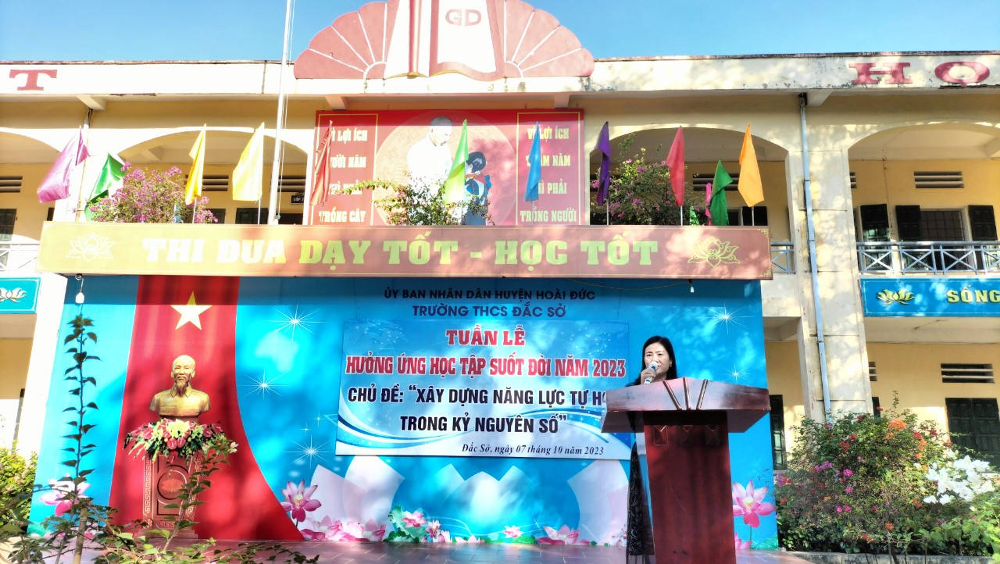 GD
T
HO
LỢI ÍCH
NĂM
TRỒNG CÂY
VÌ LỢI ÍCH
TRĂM NĂM
PHẢI
TRỒNG NGƯỜI
LỚP
THI ĐUA DẠY TỐT - HỌC TỐT
SỐNG
ỦY BAN NHÂN DÂN HUYỆN HOÀI ĐỨC
TRƯỜNG THCS ĐẮC SỞ
TUẦN LỄ
HƯỞNG ỨNG HỌC TẬP SUỐT ĐỜI NĂM 2023
CHỦ ĐỀ: “XÂY DỰNG NĂNG LỰC TỰ
TRONG KỶ NGUYÊN SỐ”
Đắc Sở, ngày 07 tháng 10 năm 2023